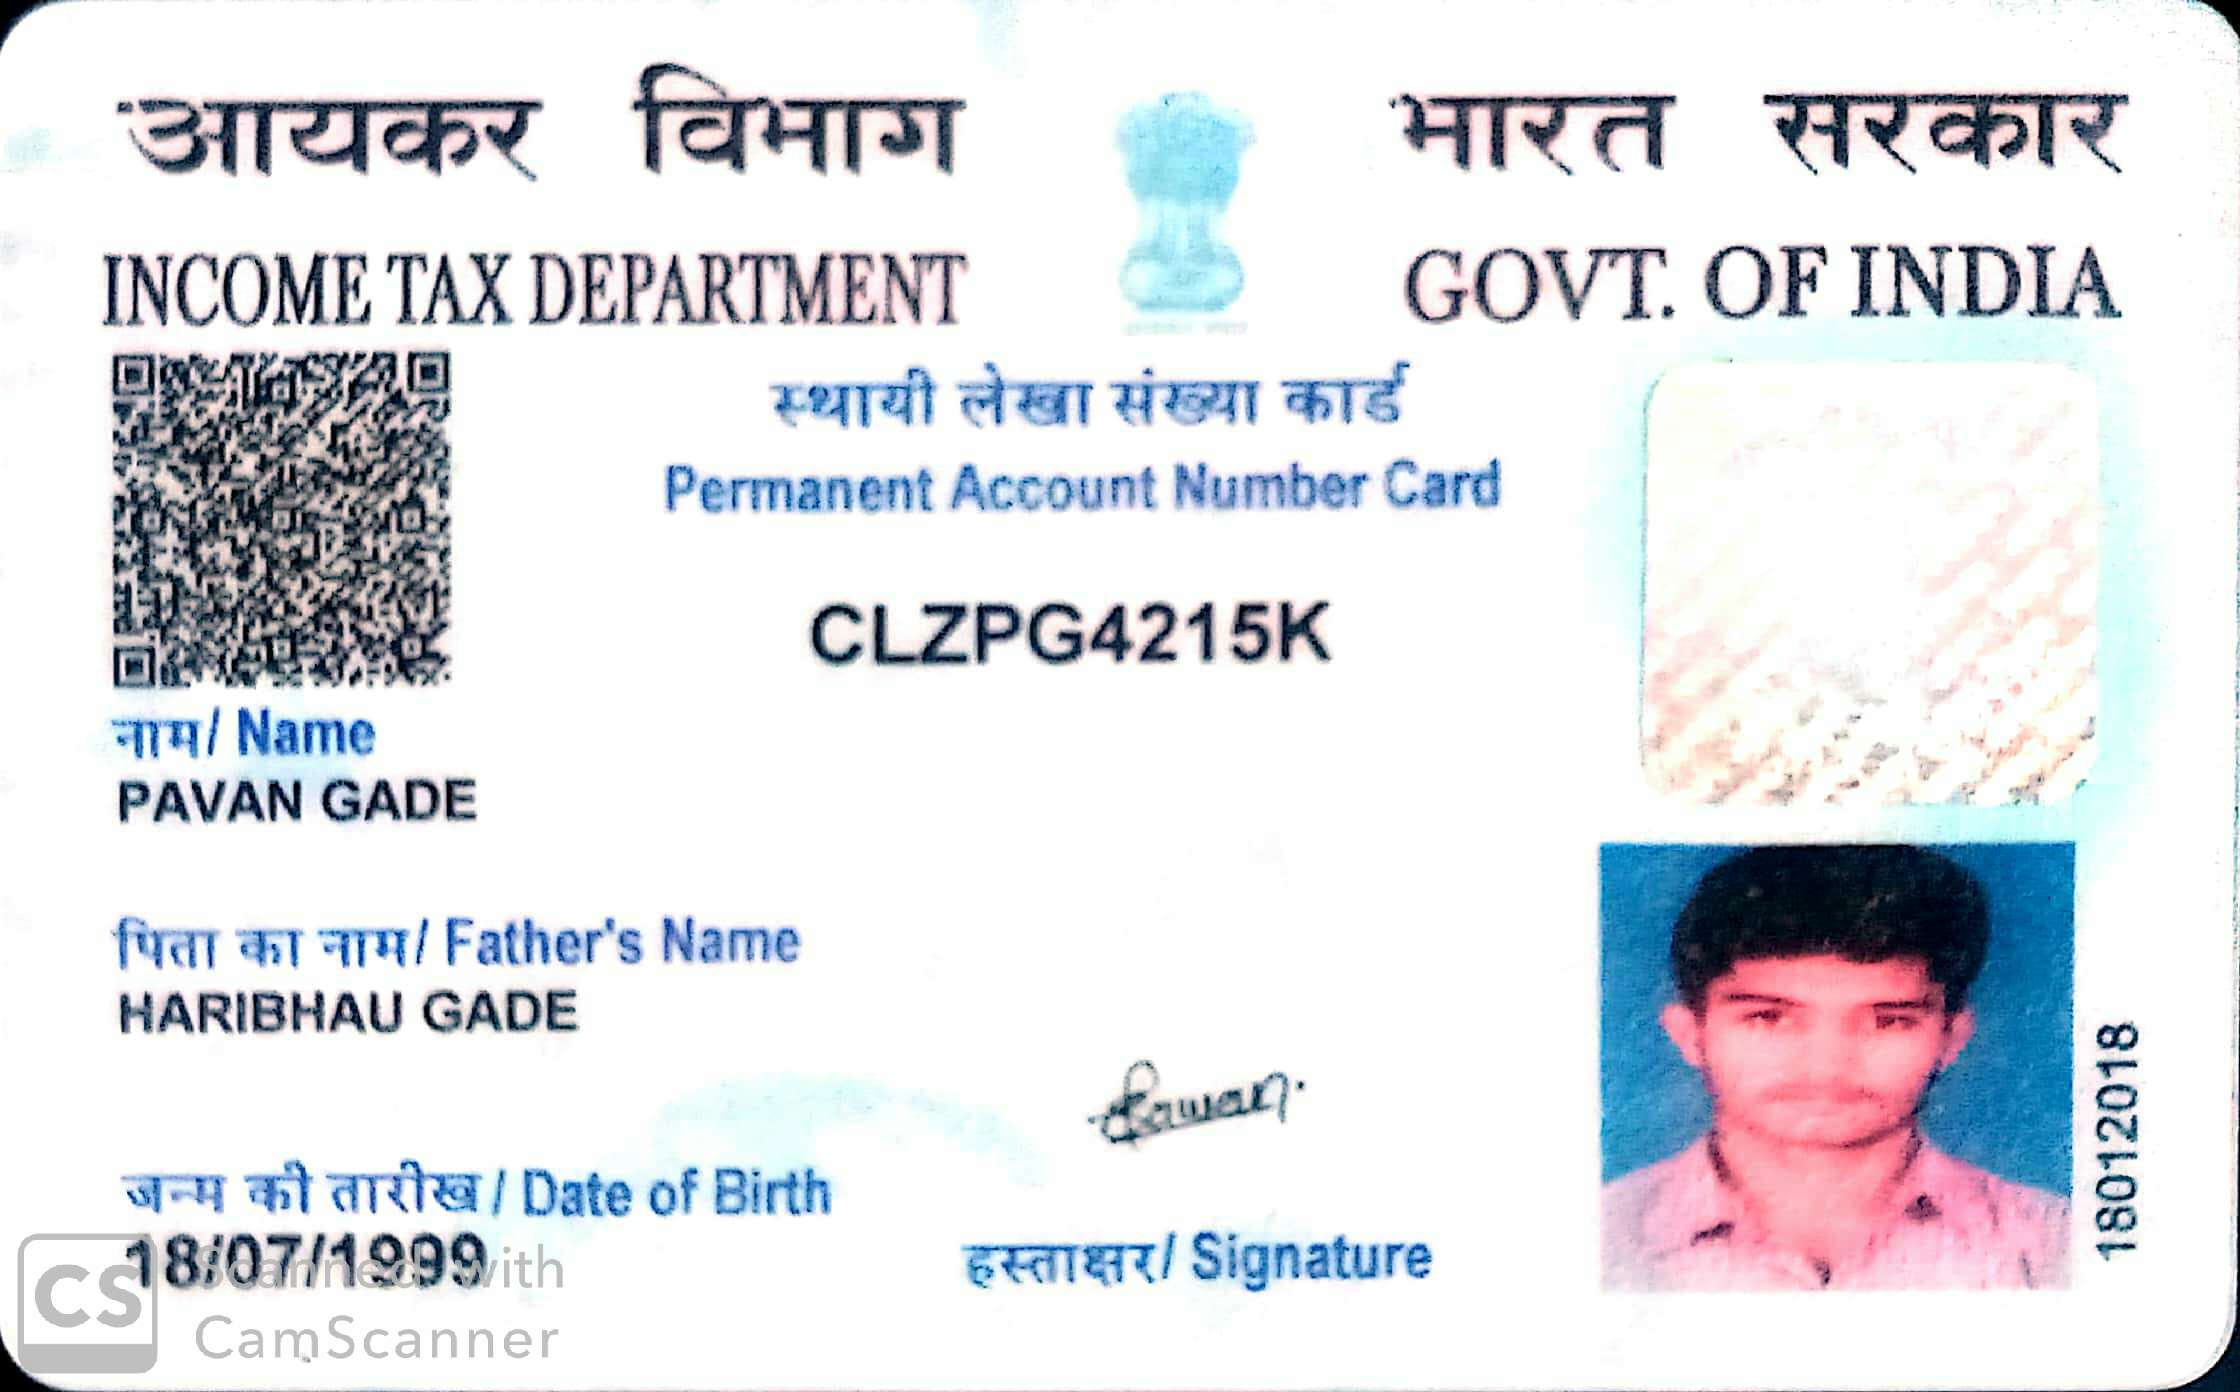 आयकर विभाग
भारत सरकार
INCOME TAX DEPARTMENT
GOVT. OF INDIA
स्थायी लेखा संख्या कार्ड
Permanent Account Number Card
CLZPG4215K
नाम/ Name
PAVAN GADE
पिता का नाम/ Father's Name
HARIBHAU GADE
जन्म की तारीख/ Date of Birth
18/07/1999
हस्ताक्षर/ Signature
18012018
CS
Scanned with
CamScanner